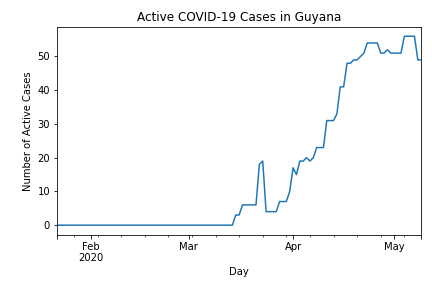 Active COVID-19 Cases in Guyana
Number of Active Cases
50
40
30
20
10
0
Feb
2020
Mar
Apr
May
Day